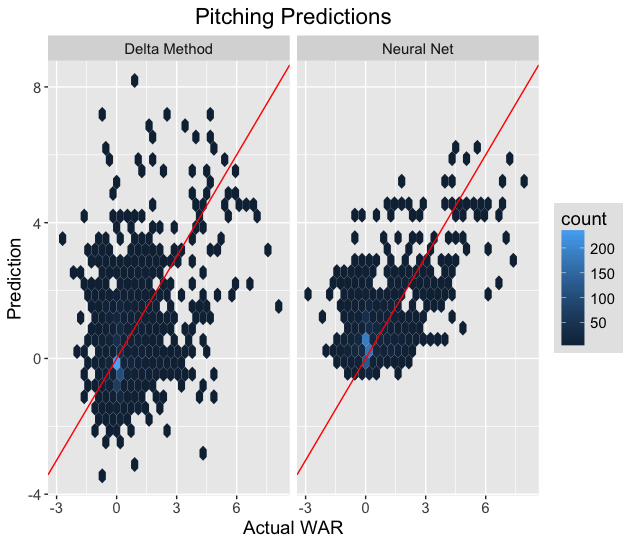 Pitching Predictions
Delta Method
Neural Net
8
4
0
-4
Prediction
-3 0 3 6
-3 0 3 6
Actual WAR
count
200
150
100
50